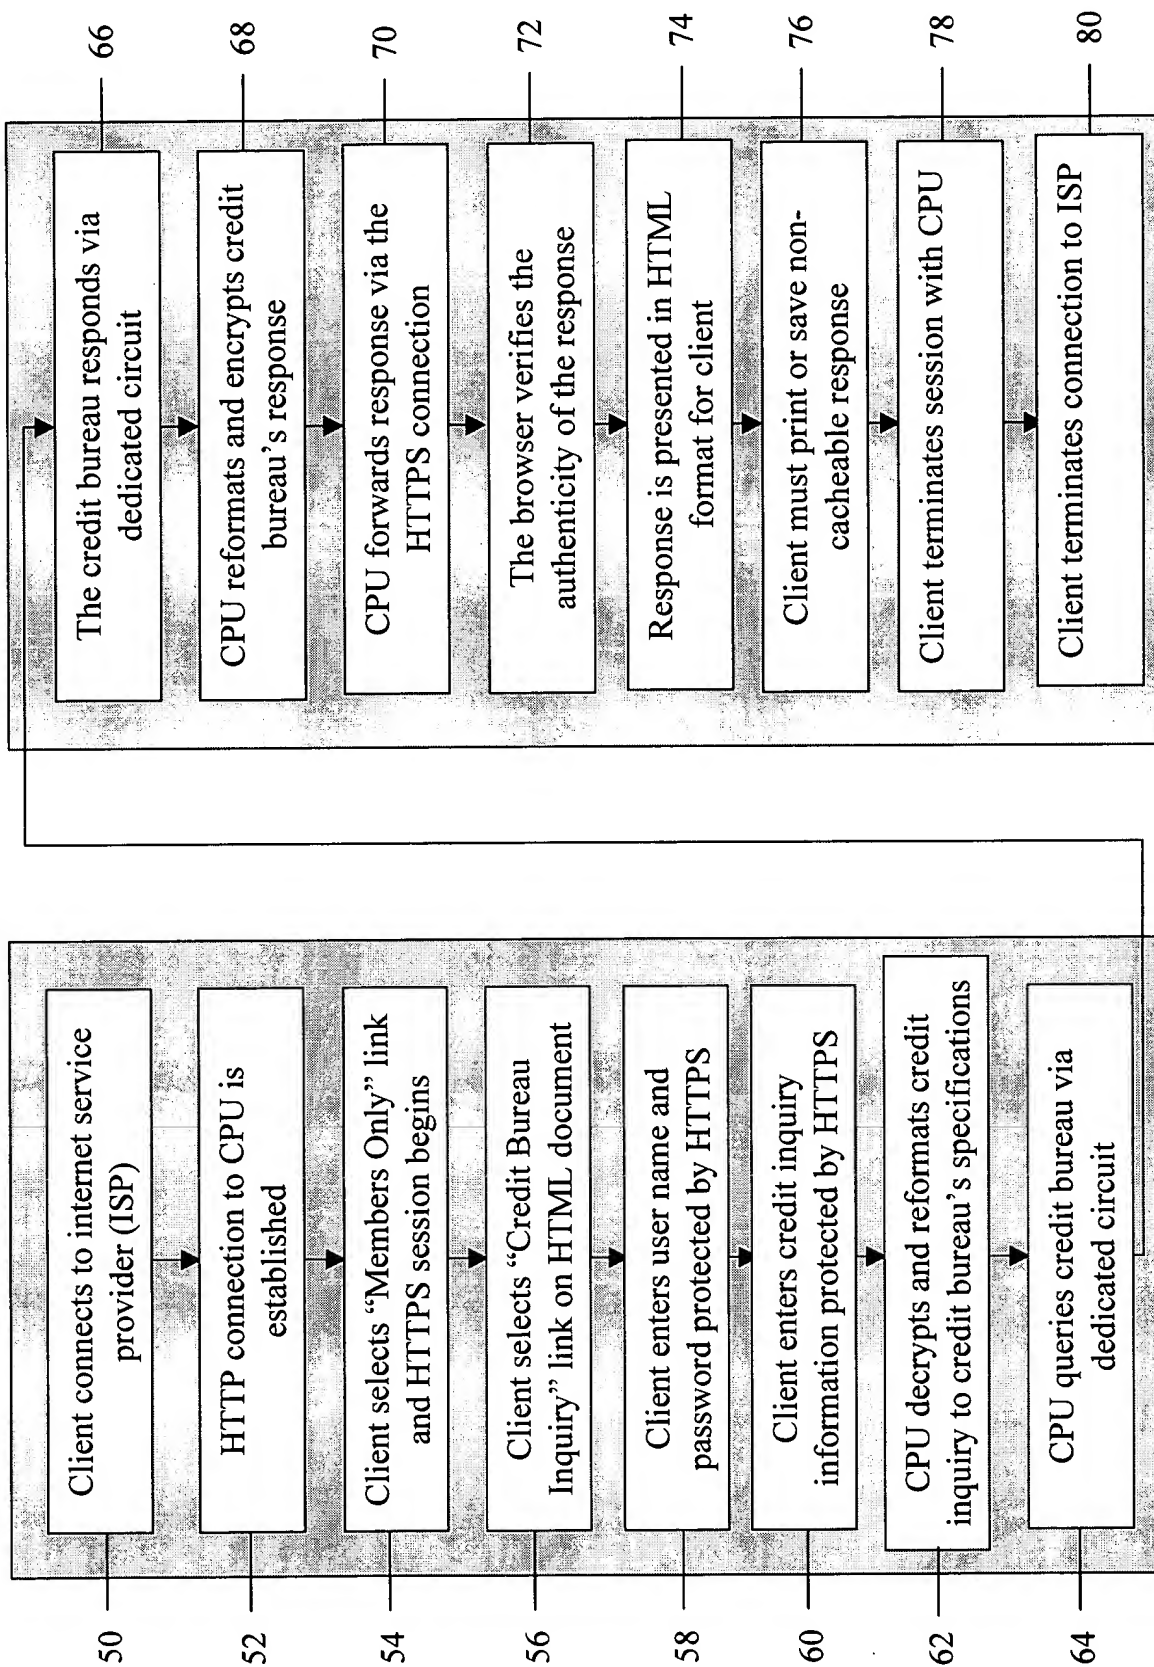 50
Client connects to internet service
provider (ISP)
52
HTTP connection to CPU is
established
54
Client selects “Members Only” link
and HTTPS session begins
56
Client selects “Credit Bureau
Inquiry” link on HTML document
58
Client enters user name and
password protected by HTTPS
60
Client enters credit inquiry
information protected by HTTPS
62
CPU decrypts and reformats credit
inquiry to credit bureau’s specifications
64
CPU queries credit bureau via
dedicated circuit
The credit bureau responds via
dedicated circuit
66
CPU reformats and encrypts credit
bureau’s response
68
CPU forwards response via the
HTTPS connection
70
The browser verifies the
authenticity of the response
72
Response is presented in HTML
format for client
74
Client must print or save non-
cacheable response
76
Client terminates session with CPU
78
Client terminates connection to ISP
80